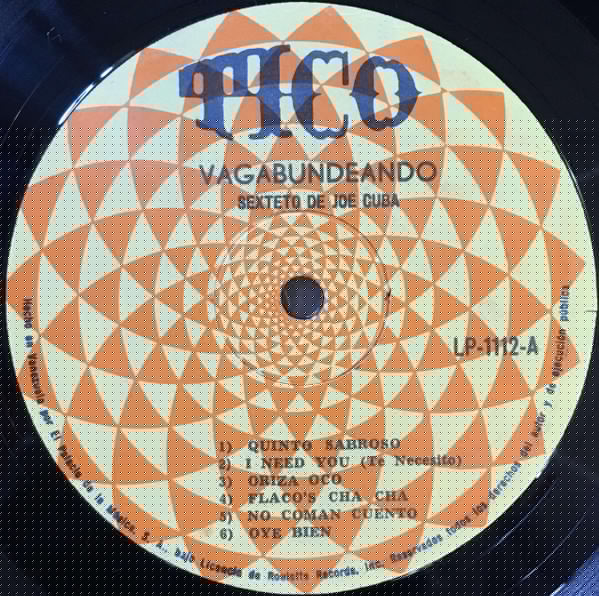 TICO
VAGABUNDEANDO
SEXTETO DE JOE CUBA
LP-1112-A
1) QUINTO SABROSO
2) I NEED YOU (Te Necesito)
3) ORIZA OCO
4) FLACO'S CHA CHA
5) NO COMAN CUENTO
6) OYE BIEN
Hecho en Venezuela por El Palacio de la Música, S. A., bajo Licencia de Roulette Records, Inc. Reservados todos los derechos del autor y de ejecución pública